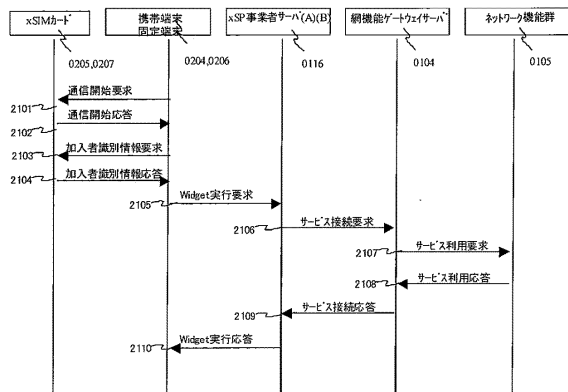 xSIMカード
携帯端末
固定端末
xSP事業者サーバ(A)(B)
網機能ゲートウェイサーバ
ネットワーク機能群
0205,0207
0204,0206
0116
0104
0105
通信開始要求
2101
通信開始応答
2102
加入者識別情報要求
2103
加入者識別情報応答
2104
Widget実行要求
2105
サービス接続要求
2106
サービス利用要求
2107
サービス利用応答
2108
サービス接続応答
2109
Widget実行応答
2110